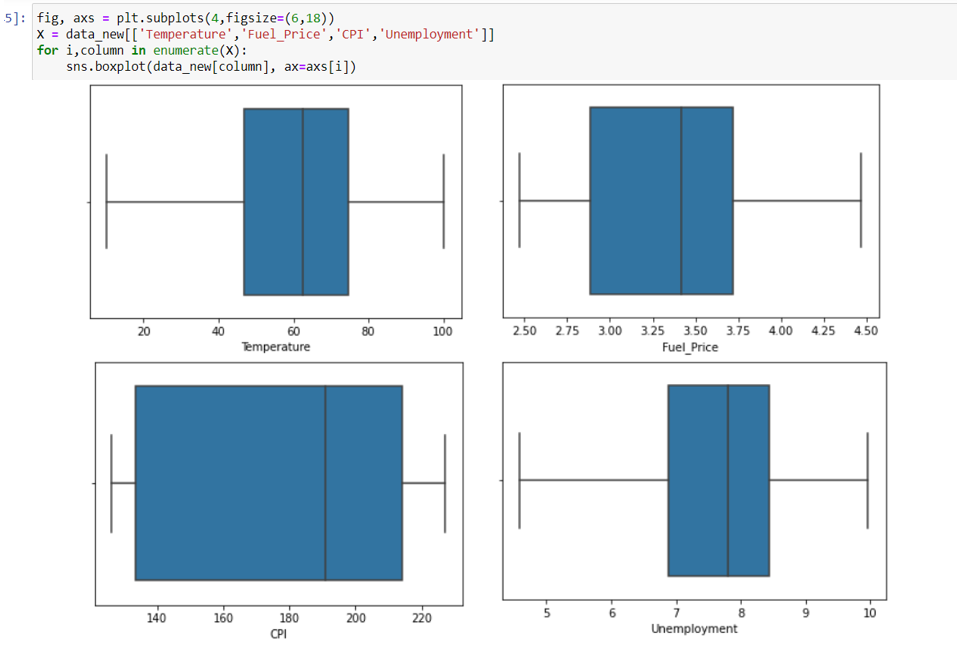 5]: fig, axs = plt.subplots(4,figsize=(6,18))
X = data_new[['Temperature','Fuel_Price','CPI','Unemployment']]
for i,column in enumerate(X):
    sns.boxplot(data_new[column], ax=axs[i])
20 40 60 80 100
Temperature
2.50 2.75 3.00 3.25 3.50 3.75 4.00 4.25 4.50
Fuel_Price
140 160 180 200 220
CPI
5 6 7 8 9 10
Unemployment